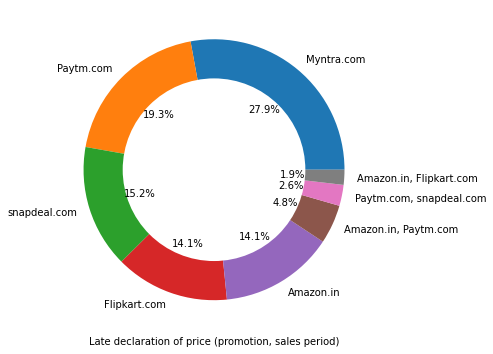 Myntra.com
Paytm.com
27.9%
19.3%
1.9%
Amazon.in, Flipkart.com
2.6%
Paytm.com, snapdeal.com
15.2%
4.8%
snapdeal.com
Amazon.in, Paytm.com
14.1%
14.1%
Amazon.in
Flipkart.com
Late declaration of price (promotion, sales period)